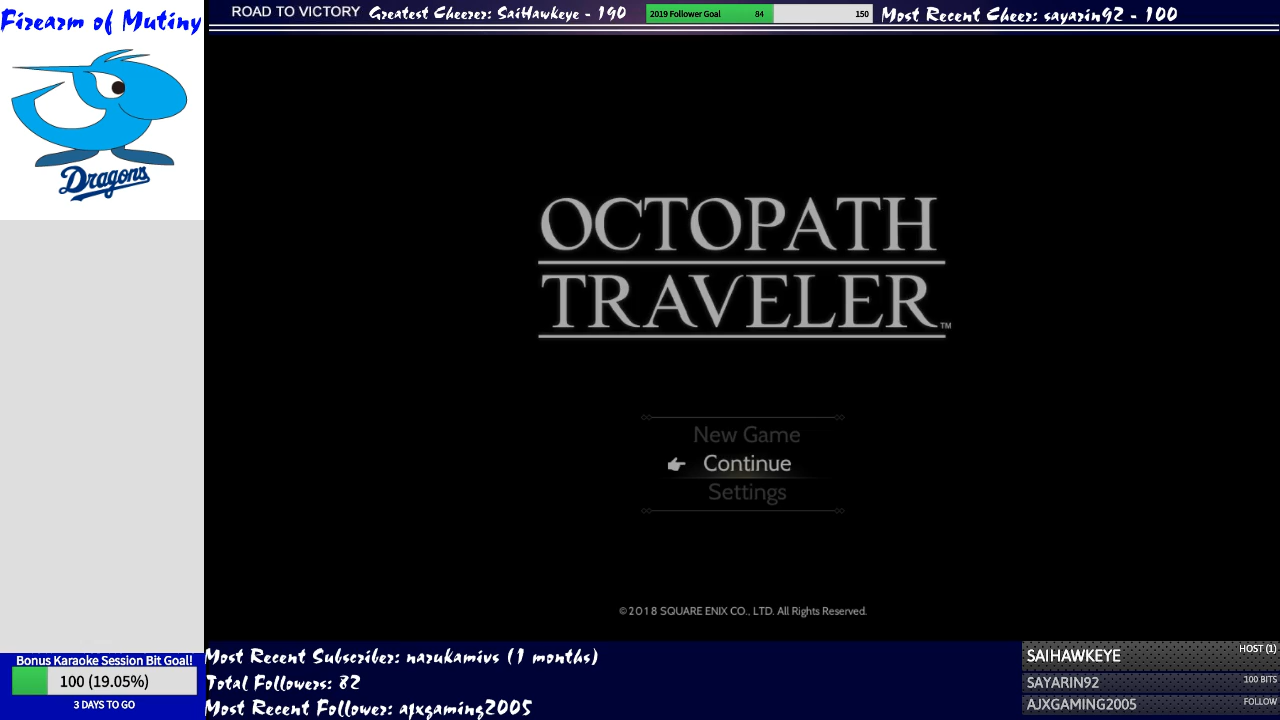 Firearm of Mutiny
Dragons
ROAD TO VICTORY
Greatest Cheerer: SaiHawkeye - 190
2019 Follower Goal 84 150
Most Recent Cheer: sayarin92 - 100
OCTOPATH
TRAVELER™
New Game
Continue
Settings
©2018 SQUARE ENIX CO., LTD. All Rights Reserved.
Bonus Karaoke Session Bit Goal!
100 (19.05%)
3 DAYS TO GO
Most Recent Subscriber: narukamivs (1 months)
Total Followers: 82
Most Recent Follower: ajxgaming2005
SAIHAWKEYE HOST (1)
SAYARIN92 100 BITS
AJXGAMING2005 FOLLOW